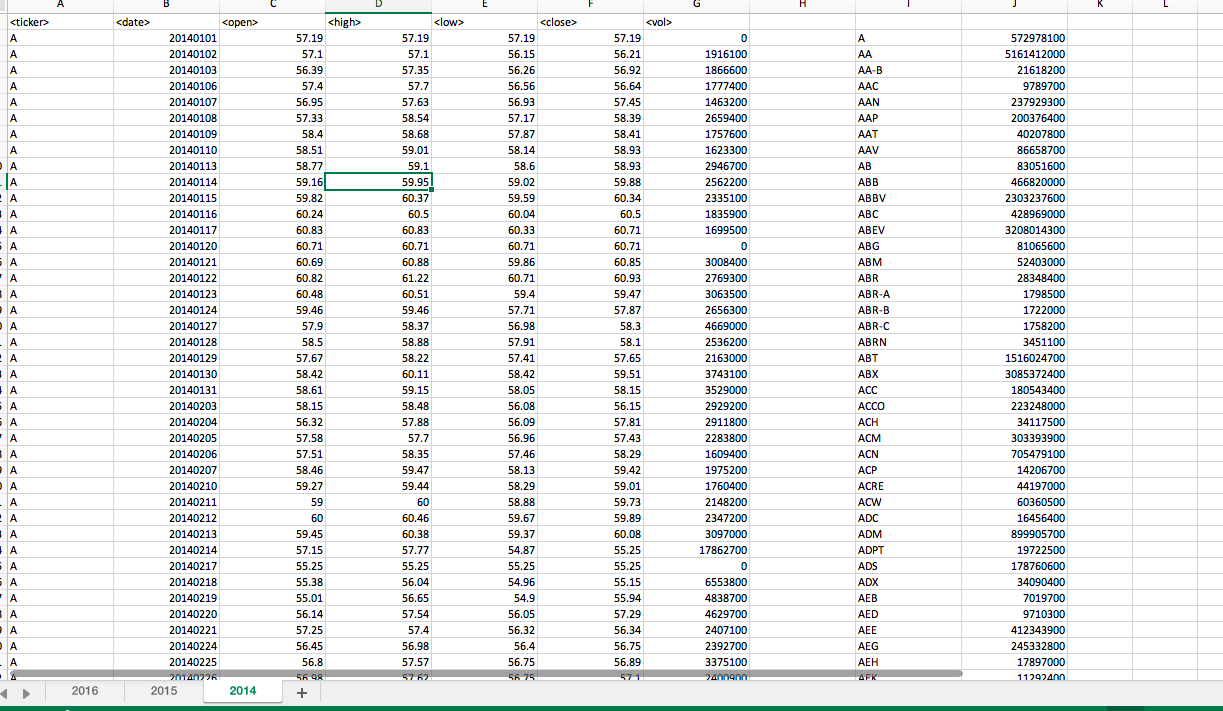 A B C D E F G H I J K L
<ticker> <date> <open> <high> <low> <close> <vol>
A 20140101 57.19 57.19 57.19 57.19 0 A 572978100
A 20140102 57.1 57.1 56.15 56.21 1916100 AA 5161412000
A 20140103 56.39 57.35 56.26 56.92 1866600 AA-B 21618200
A 20140106 57.4 57.7 56.56 56.64 1777400 AAC 9789700
A 20140107 56.95 57.63 56.93 57.45 1463200 AAN 237929300
A 20140108 57.33 58.54 57.17 58.39 2659400 AAP 200376400
A 20140109 58.4 58.68 57.87 58.41 1757600 AAT 40207800
A 20140110 58.51 59.01 58.14 58.93 1623300 AAV 86658700
A 20140113 58.77 59.1 58.6 58.93 2946700 AB 83051600
A 20140114 59.16 59.95 59.02 59.88 2562200 ABB 466820000
A 20140115 59.82 60.37 59.59 60.34 2335100 ABBV 2303237600
A 20140116 60.24 60.5 60.04 60.5 1835900 ABC 428969000
A 20140117 60.83 60.83 60.33 60.71 1699500 ABEV 3208014300
A 20140120 60.71 60.71 60.71 60.71 0 ABG 81065600
A 20140121 60.69 60.88 59.86 60.85 3008400 ABM 52403000
A 20140122 60.82 61.22 60.71 60.93 2769300 ABR 28348400
A 20140123 60.48 60.51 59.4 59.47 3063500 ABR-A 1798500
A 20140124 59.46 59.46 57.71 57.87 2656300 ABR-B 1722000
A 20140127 57.9 58.37 56.98 58.3 4669000 ABR-C 1758200
A 20140128 58.5 58.88 57.91 58.1 2536200 ABRN 3451100
A 20140129 57.67 58.22 57.41 57.65 2163000 ABT 1516024700
A 20140130 58.42 60.11 58.42 59.51 3743100 ABX 3085372400
A 20140131 58.61 59.15 58.05 58.15 3529000 ACC 180543400
A 20140203 58.15 58.48 56.08 56.15 2929200 ACCO 223248000
A 20140204 56.32 57.88 56.09 57.81 2911800 ACH 34117500
A 20140205 57.58 57.7 56.96 57.43 2283800 ACM 303393900
A 20140206 57.51 58.35 57.46 58.29 1609400 ACN 705479100
A 20140207 58.46 59.47 58.13 59.42 1975200 ACP 14206700
A 20140210 59.27 59.44 58.29 59.01 1760400 ACRE 44197000
A 20140211 59 60 58.88 59.73 2148200 ACW 60360500
A 20140212 60 60.46 59.67 59.89 2347200 ADC 16456400
A 20140213 59.45 60.38 59.37 60.08 3097000 ADM 899905700
A 20140214 57.15 57.77 54.87 55.25 17862700 ADPT 19722500
A 20140217 55.25 55.25 55.25 55.25 0 ADS 178760600
A 20140218 55.38 56.04 54.96 55.15 6553800 ADX 34090400
A 20140219 55.01 56.65 54.9 55.94 4838700 AEB 7019700
A 20140220 56.14 57.54 56.05 57.29 4629700 AED 9710300
A 20140221 57.25 57.4 56.32 56.34 2407100 AEE 412343900
A 20140224 56.45 56.98 56.4 56.75 2392700 AEG 245332800
A 20140225 56.8 57.57 56.75 56.89 3375100 AEH 17897000
A 20140226 56.98 57.62 56.75 57.1 2400900 AEK 11292400
2016 2015 2014